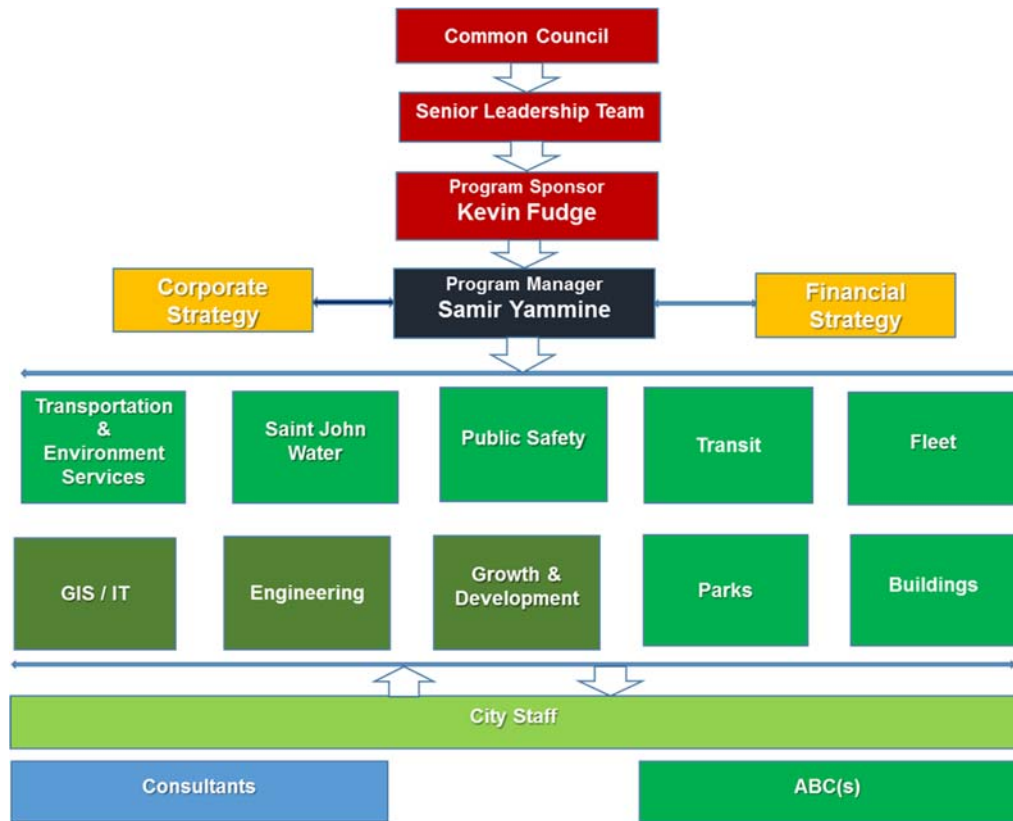 Common Council
Senior Leadership Team
Program Sponsor
Kevin Fudge
Corporate
Strategy
Program Manager
Samir Yammine
Financial
Strategy
Transportation
&
Environment
Services
Saint John
Water
Public Safety
Transit
Fleet
GIS / IT
Engineering
Growth &
Development
Parks
Buildings
City Staff
Consultants
ABC(s)